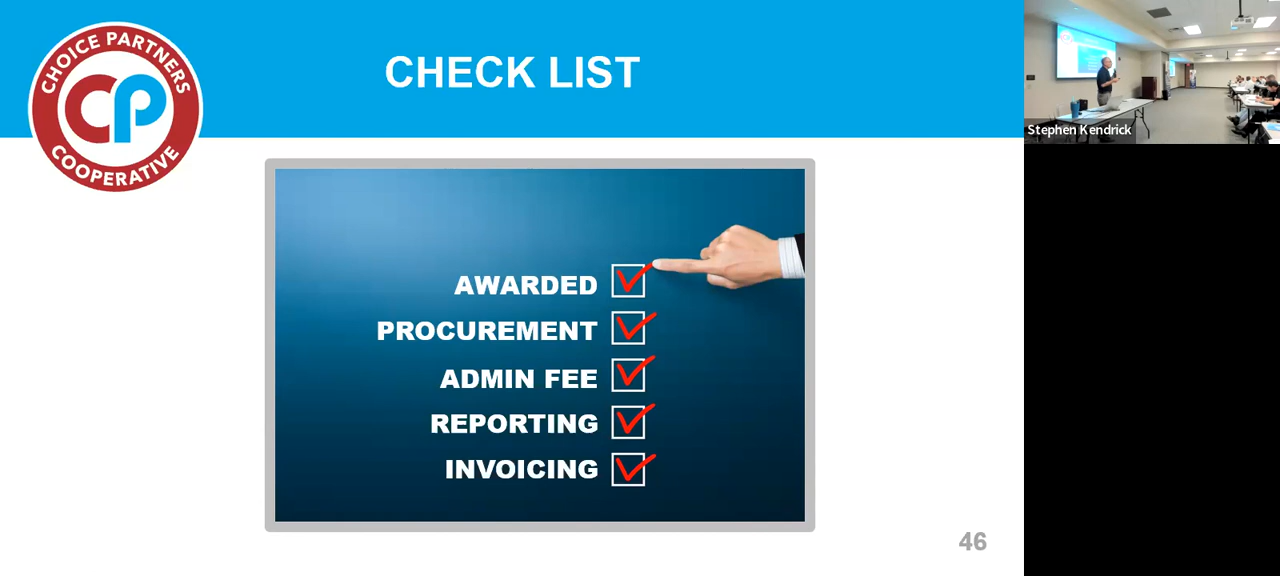 CHOICE PARTNERS
CP
COOPERATIVE
CHECK LIST
Stephen Kendrick
AWARDED
PROCUREMENT
ADMIN FEE
REPORTING
INVOICING
46